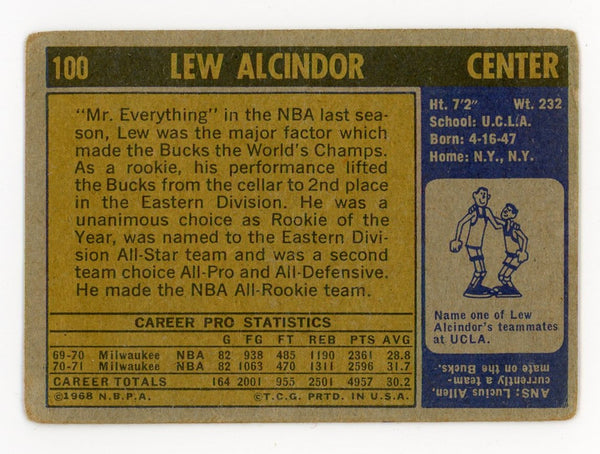 100 LEW ALCINDOR CENTER
"Mr. Everything" in the NBA last sea-
son, Lew was the major factor which
made the Bucks the World's Champs.
As a rookie, his performance lifted
the Bucks from the cellar to 2nd place
in the Eastern Division. He was a
unanimous choice as Rookie of the
Year, was named to the Eastern Divi-
sion All-Star team and was a second
team choice All-Pro and All-Defensive.
He made the NBA All-Rookie team.
CAREER PRO STATISTICS
G FG FT REB PTS AVG
69-70 Milwaukee NBA 82 938 485 1190 2361 28.8
70-71 Milwaukee NBA 82 1063 470 1311 2596 31.7
CAREER TOTALS 164 2001 955 2501 4957 30.2
©1968 N.B.P.A. ©T.C.G. PRTD. IN U.S.A.
Ht. 7'2" Wt. 232
School: U.C.L.A.
Born: 4-16-47
Home: N.Y., N.Y.
Name one of Lew
Alcindor's teammates
at UCLA.
ANS: Lucius Allen,
currently a team-
mate on the Bucks.